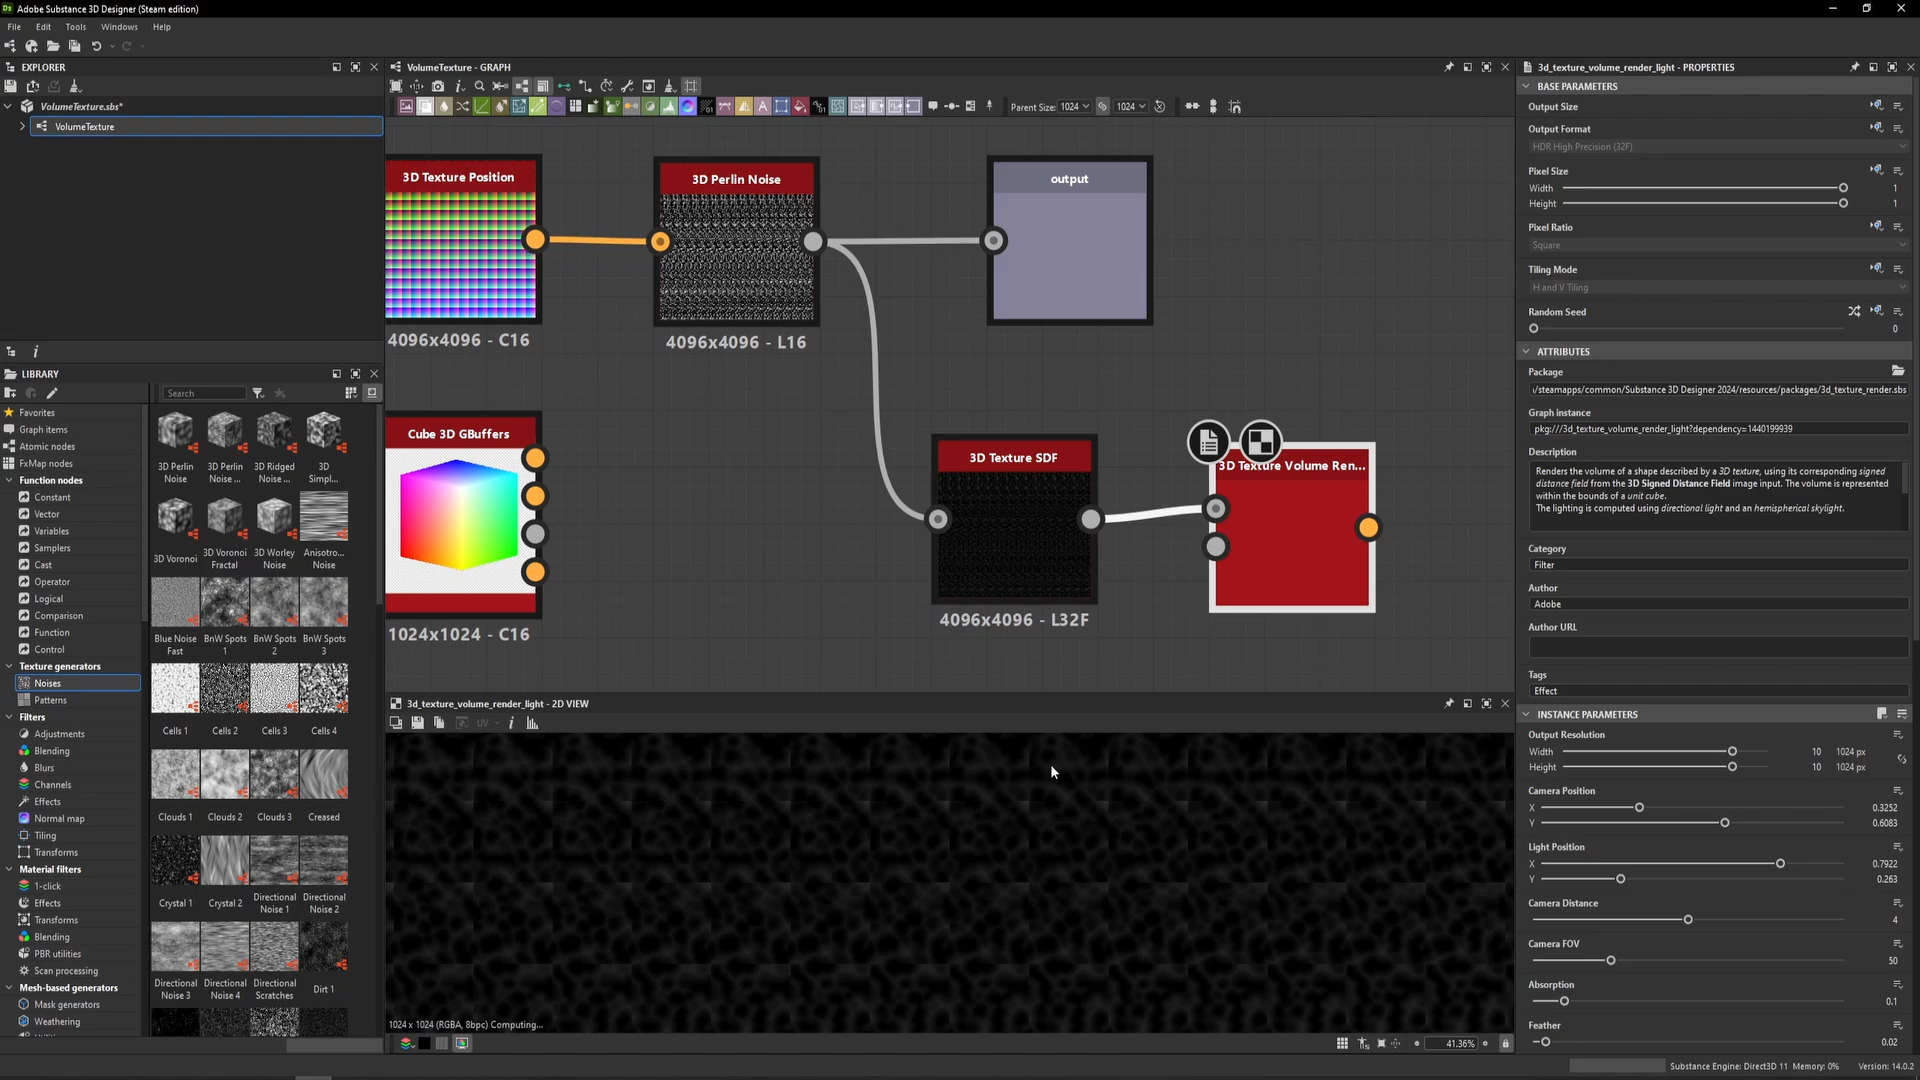 Adobe Substance 3D Designer (Steam edition)
File Edit Tools Windows Help
EXPLORER
VolumeTexture.sbs*
VolumeTexture
LIBRARY
Search
Favorites
Graph items
Atomic nodes
FxMap nodes
Function nodes
Constant
Vector
Variables
Samplers
Cast
Operator
Logical
Comparison
Function
Control
Texture generators
Noises
Patterns
Filters
Adjustments
Blending
Blurs
Channels
Effects
Normal map
Tiling
Transforms
Material filters
1-click
Effects
Transforms
Blending
PBR utilities
Scan processing
Mesh-based generators
Mask generators
Weathering
3D Perlin Noise
3D Perlin Noise ...
3D Ridged Noise ...
3D Simpl...
3D Voronoi
3D Voronoi Fractal
3D Worley Noise
Anisotro... Noise
Blue Noise Fast
BnW Spots 1
BnW Spots 2
BnW Spots 3
Cells 1
Cells 2
Cells 3
Cells 4
Clouds 1
Clouds 2
Clouds 3
Creased
Crystal 1
Crystal 2
Directional Noise 1
Directional Noise 2
Directional Noise 3
Directional Noise 4
Directional Scratches
Dirt 1
VolumeTexture - GRAPH
Parent Size: 1024
1024
3D Texture Position
4096x4096 - C16
3D Perlin Noise
4096x4096 - L16
output
Cube 3D GBuffers
1024x1024 - C16
3D Texture SDF
4096x4096 - L32F
3D Texture Volume Ren...
3d_texture_volume_render_light - 2D VIEW
UV
1024 x 1024 (RGBA, 8bpc) Computing...
41.36%
3d_texture_volume_render_light - PROPERTIES
BASE PARAMETERS
Output Size
Output Format
HDR High Precision (32F)
Pixel Size
Width 1
Height 1
Pixel Ratio
Square
Tiling Mode
H and V Tiling
Random Seed
0
ATTRIBUTES
Package
/steamapps/common/Substance 3D Designer 2024/resources/packages/3d_texture_render.sbs
Graph instance
pkg:///3d_texture_volume_render_light?dependency=1440199939
Description
Renders the volume of a shape described by a 3D texture, using its corresponding signed
distance field from the 3D Signed Distance Field image input. The volume is represented
within the bounds of a unit cube.
The lighting is computed using directional light and an hemispherical skylight.
Category
Filter
Author
Adobe
Author URL
Tags
Effect
INSTANCE PARAMETERS
Output Resolution
Width 10 1024 px
Height 10 1024 px
Camera Position
X 0.3252
Y 0.6083
Light Position
X 0.7922
Y 0.263
Camera Distance
4
Camera FOV
50
Absorption
0.1
Feather
0.02
Substance Engine: Direct3D 11 Memory: 0% Version: 14.0.2